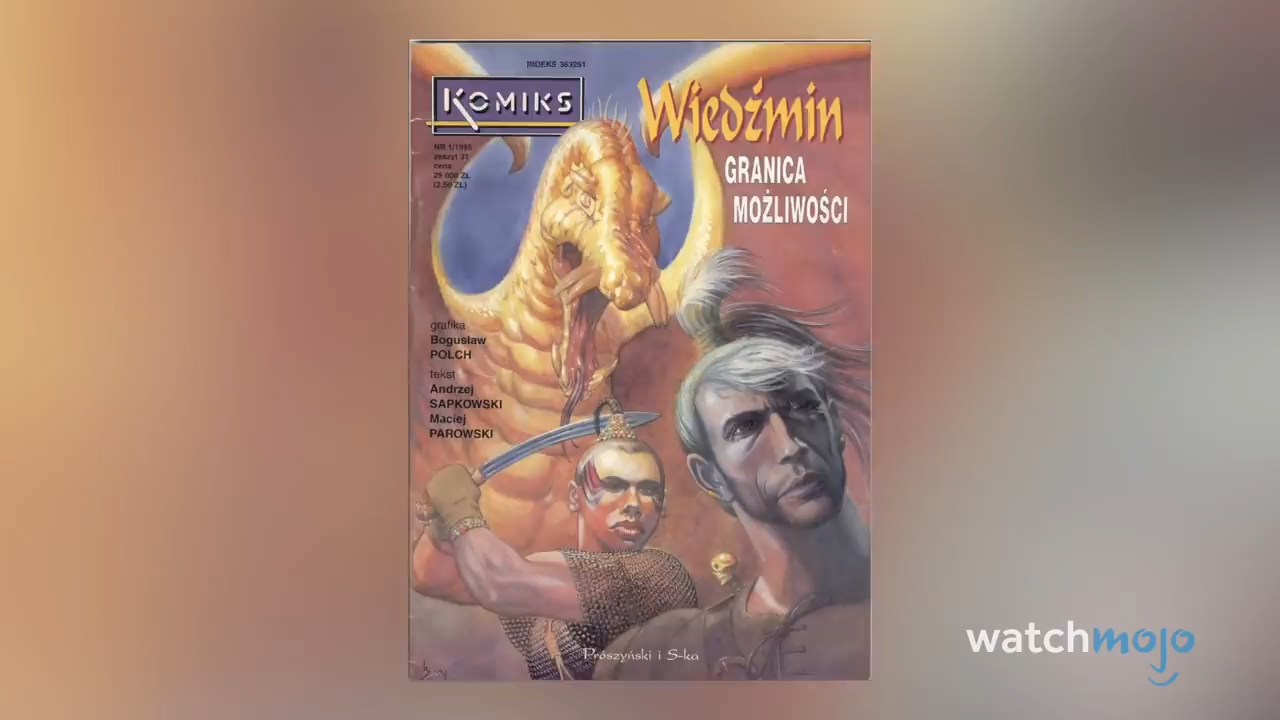 INDEKS 363251
KOMIKS
Wiedźmin
GRANICA
MOŻLIWOŚCI
NR 1/1995
zeszyt 31
cena
25 000 ZŁ
(2,50 ZŁ)
grafika
Bogusław
POLCH
tekst
Andrzej
SAPKOWSKI
Maciej
PAROWSKI
Prószyński i S-ka
watchmojo